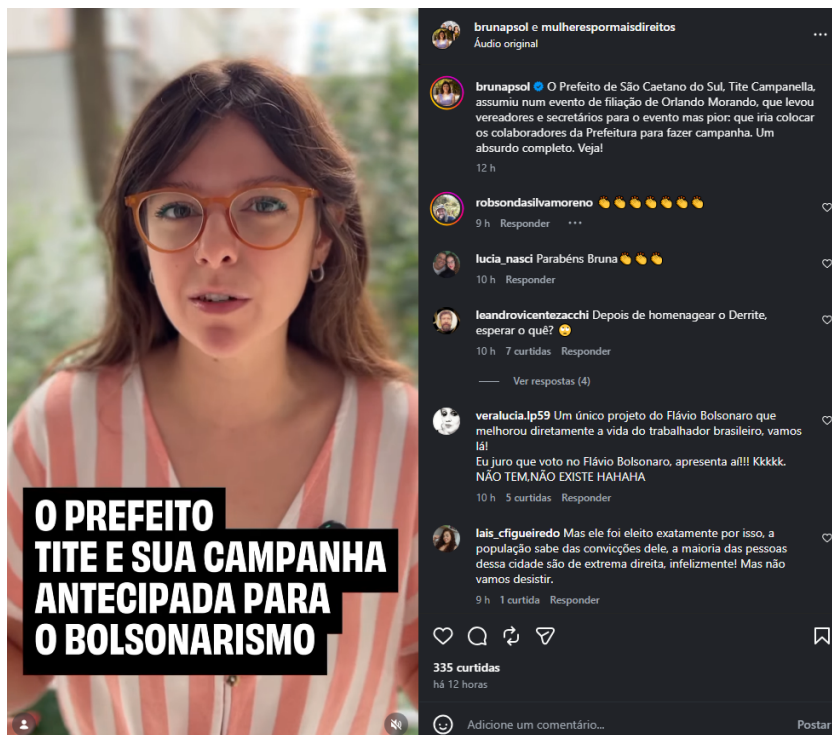 brunapsol e mulherespormaisdireitos
Áudio original
brunapsol O Prefeito de São Caetano do Sul, Tite Campanella,
assumiu num evento de filiação de Orlando Morando, que levou
vereadores e secretários para o evento mas pior: que iria colocar
os colaboradores da Prefeitura para fazer campanha. Um
absurdo completo. Veja!
12 h
robsondasilvamoreno 👏👏👏👏👏👏👏
9 h Responder ...
lucia_nasci Parabéns Bruna👏👏👏
10 h Responder
leandrovicentezacchi Depois de homenagear o Derrite,
esperar o quê? 🙄
10 h 7 curtidas Responder
Ver respostas (4)
veralucia.lp59 Um único projeto do Flávio Bolsonaro que
melhorou diretamente a vida do trabalhador brasileiro, vamos
lá!
Eu juro que voto no Flávio Bolsonaro, apresenta aí!!! Kkkkk.
NÃO TEM,NÃO EXISTE HAHAHA
10 h 5 curtidas Responder
lais_cfigueiredo Mas ele foi eleito exatamente por isso, a
população sabe das convicções dele, a maioria das pessoas
dessa cidade são de extrema direita, infelizmente! Mas não
vamos desistir.
9 h 1 curtida Responder
335 curtidas
há 12 horas
Adicione um comentário...
Postar
O PREFEITO
TITE E SUA CAMPANHA
ANTECIPADA PARA
O BOLSONARISMO